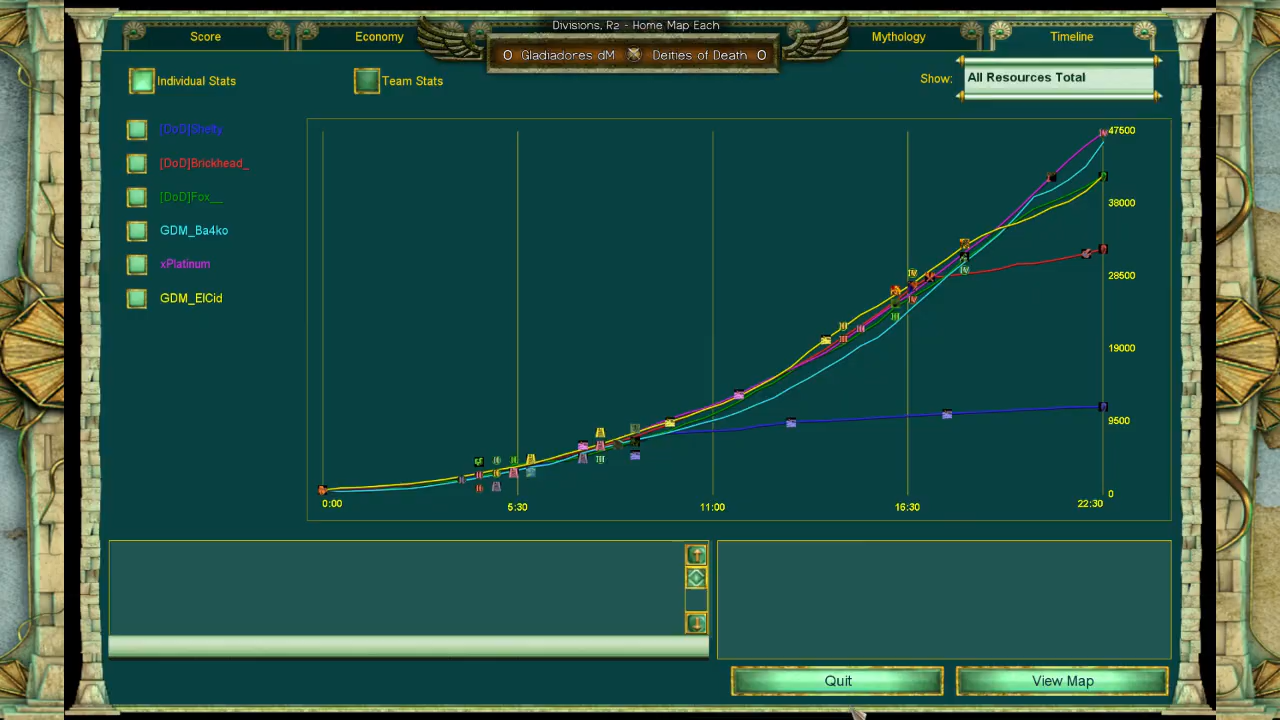 Divisions, R2 - Home Map Each
Score
Economy
0 Gladiadores dM Deities of Death 0
Mythology
Timeline
Individual Stats
Team Stats
Show:
All Resources Total
[DoD]Shelty
[DoD]Brickhead_
[DoD]Fox__
GDM_Ba4ko
xPlatinum
GDM_ElCid
47500
38000
28500
19000
9500
0
0:00
5:30
11:00
16:30
22:30
Quit
View Map